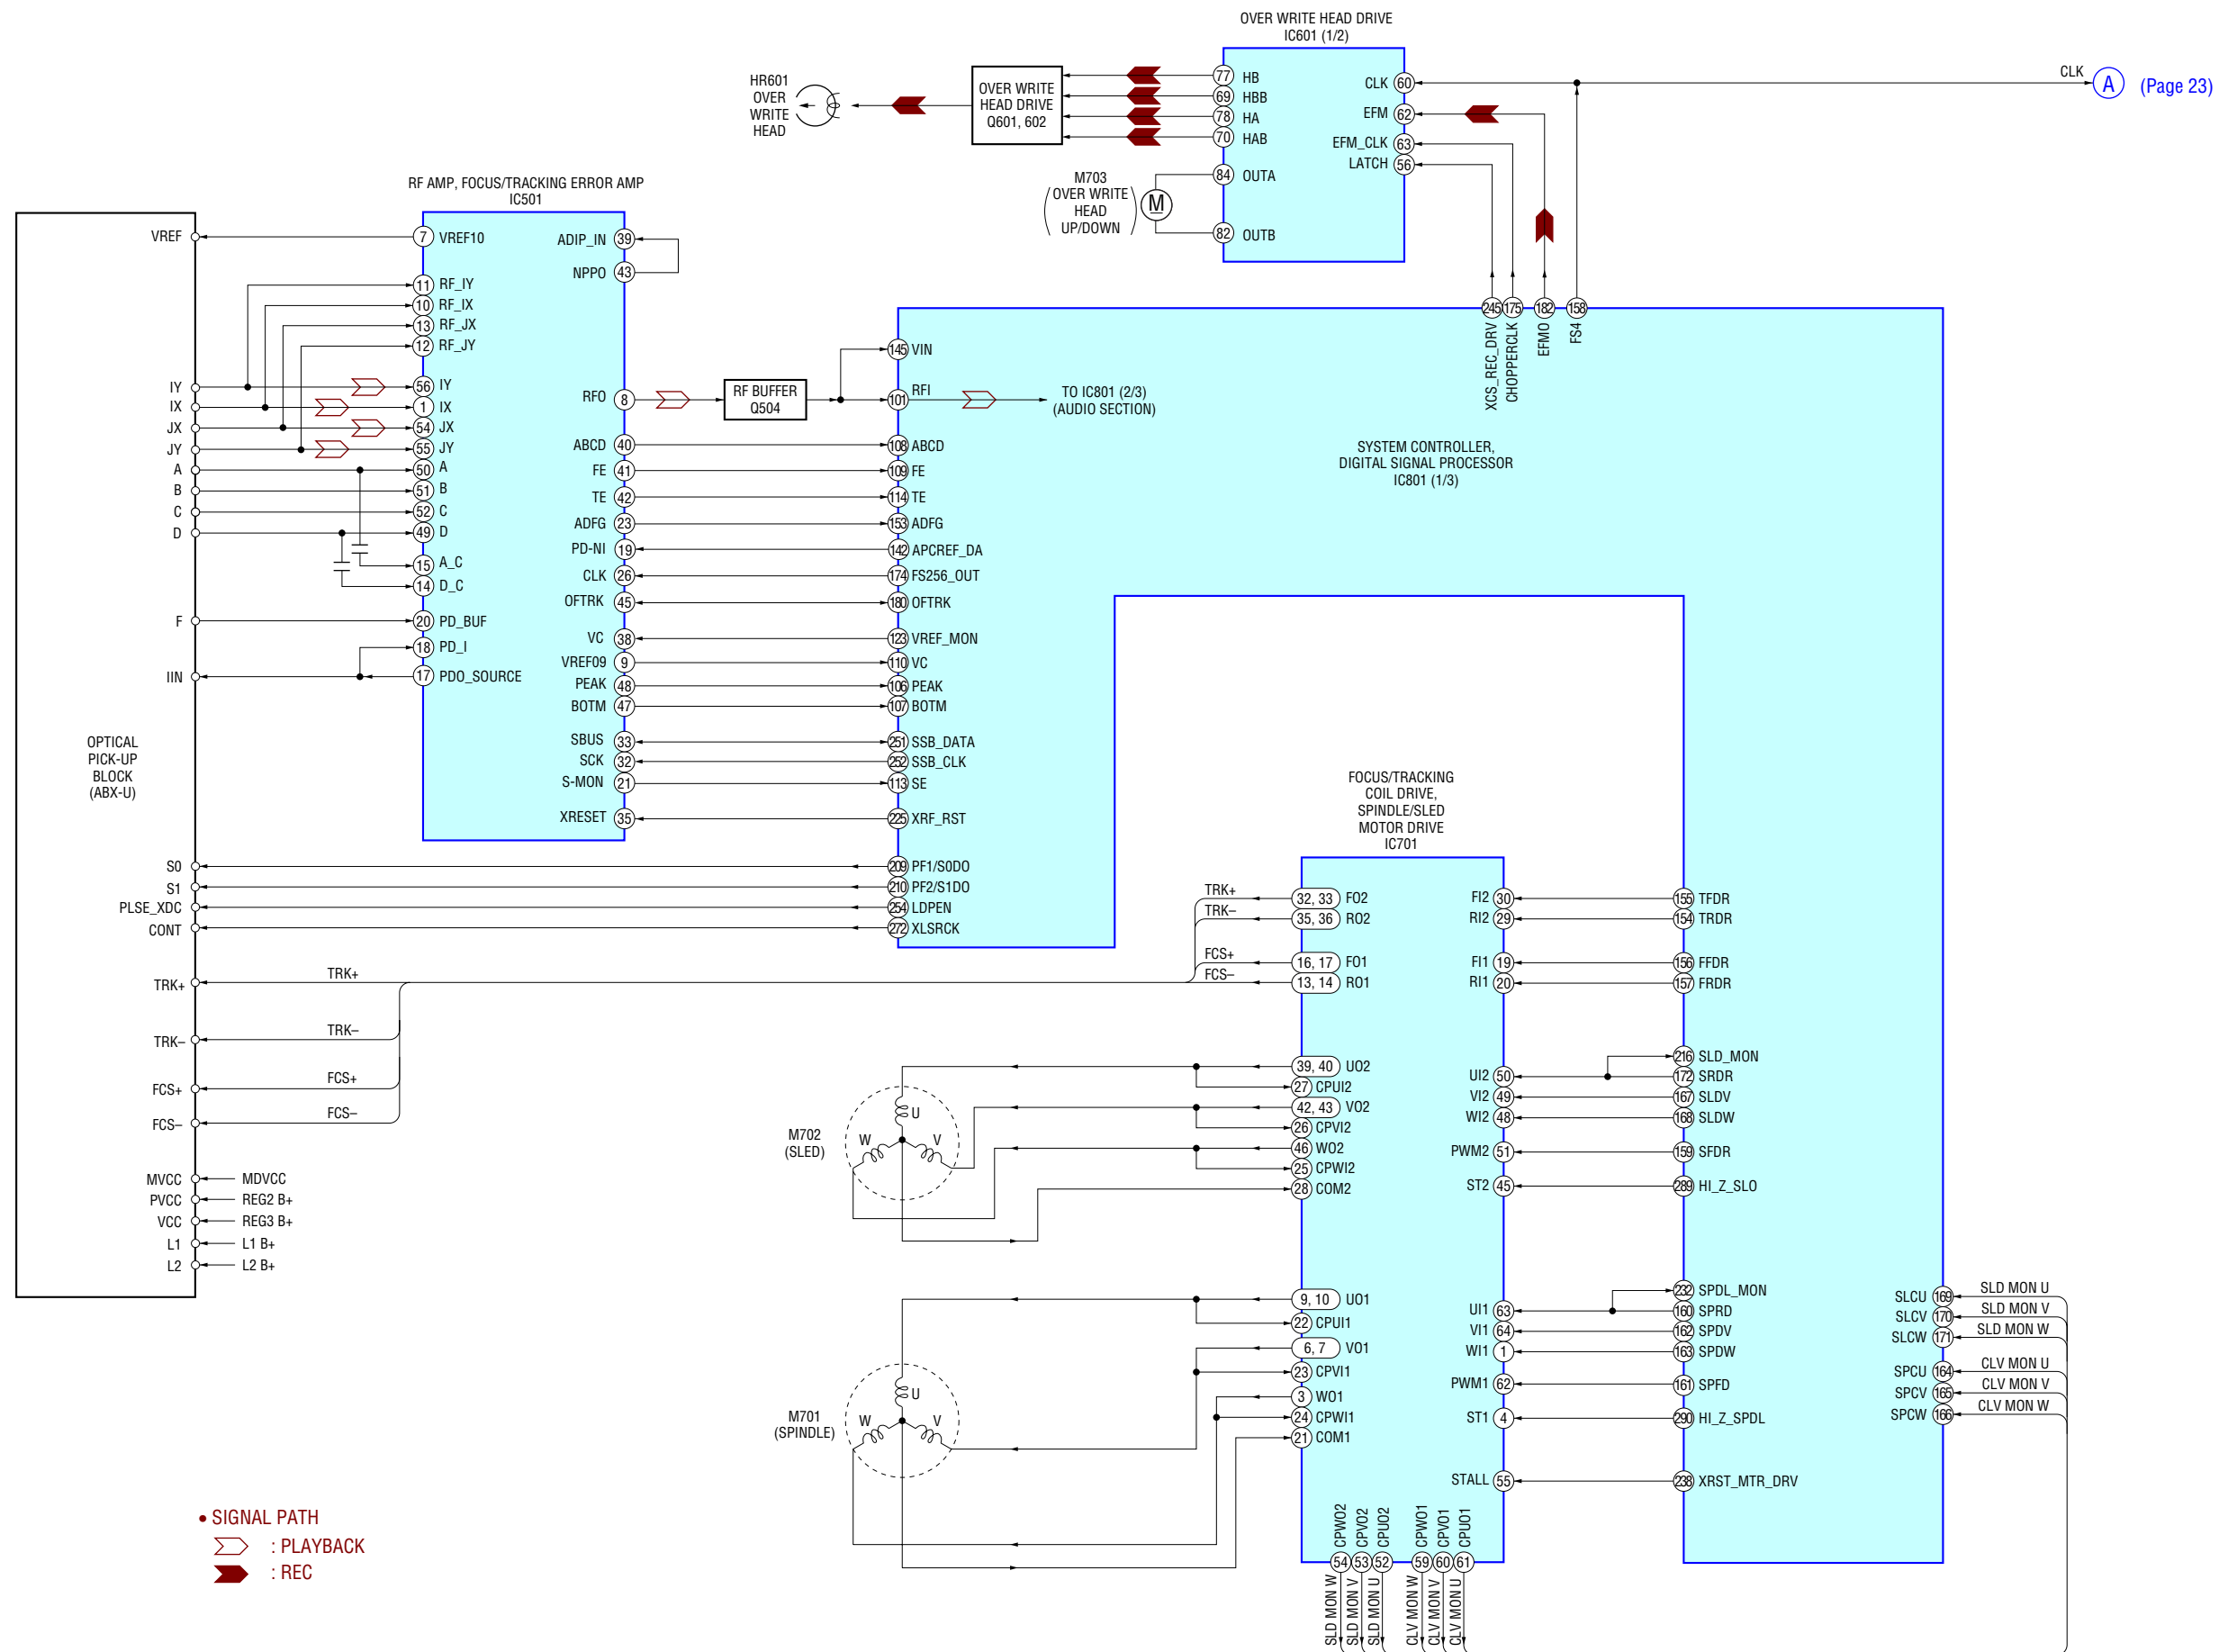 OVER WRITE HEAD DRIVE
IC601 (1/2)
HR601
OVER
WRITE
HEAD
OVER WRITE
HEAD DRIVE
Q601, 602
77 HB
69 HBB
78 HA
70 HAB
84 OUTA
82 OUTB
CLK 60
EFM 62
EFM_CLK 63
LATCH 56
CLK
A (Page 23)
M703
(OVER WRITE
HEAD
UP/DOWN)
M
RF AMP, FOCUS/TRACKING ERROR AMP
IC501
VREF
IY
IX
JX
JY
A
B
C
D
F
IIN
OPTICAL
PICK-UP
BLOCK
(ABX-U)
S0
S1
PLSE_XDC
CONT
TRK+
TRK–
FCS+
FCS–
MVCC
PVCC
VCC
L1
L2
TRK+
TRK–
FCS+
FCS–
MDVCC
REG2 B+
REG3 B+
L1 B+
L2 B+
7 VREF10
11 RF_IY
10 RF_IX
13 RF_JX
12 RF_JY
56 IY
1 IX
54 JX
55 JY
50 A
51 B
52 C
49 D
15 A_C
14 D_C
20 PD_BUF
18 PD_I
17 PDO_SOURCE
ADIP_IN 39
NPPO 43
RFO 8
ABCD 40
FE 41
TE 42
ADFG 23
PD-NI 19
CLK 26
OFTRK 45
VC 38
VREF09 9
PEAK 48
BOTM 47
SBUS 33
SCK 32
S-MON 21
XRESET 35
RF BUFFER
Q504
245 XCS_REC_DRV
175 CHOPPERCLK
182 EFMO
158 FS4
145 VIN
101 RFI
TO IC801 (2/3)
(AUDIO SECTION)
108 ABCD
109 FE
114 TE
153 ADFG
142 APCREF_DA
174 FS256_OUT
180 OFTRK
123 VREF_MON
110 VC
106 PEAK
107 BOTM
251 SSB_DATA
252 SSB_CLK
113 SE
225 XRF_RST
209 PF1/S0DO
210 PF2/S1DO
254 LDPEN
272 XLSRCK
SYSTEM CONTROLLER,
DIGITAL SIGNAL PROCESSOR
IC801 (1/3)
FOCUS/TRACKING
COIL DRIVE,
SPINDLE/SLED
MOTOR DRIVE
IC701
TRK+
TRK–
FCS+
FCS–
32, 33 FO2
35, 36 RO2
16, 17 FO1
13, 14 RO1
39, 40 UO2
27 CPUI2
42, 43 VO2
26 CPVI2
46 WO2
25 CPWI2
28 COM2
9, 10 UO1
22 CPUI1
6, 7 VO1
23 CPVI1
3 WO1
24 CPWI1
21 COM1
FI2 30
RI2 29
FI1 19
RI1 20
UI2 50
VI2 49
WI2 48
PWM2 51
ST2 45
UI1 63
VI1 64
WI1 1
PWM1 62
ST1 4
STALL 55
155 TFDR
154 TRDR
156 FFDR
157 FRDR
216 SLD_MON
172 SRDR
167 SLDV
168 SLDW
159 SFDR
289 HI_Z_SLO
232 SPDL_MON
160 SPRD
162 SPDV
163 SPDW
161 SPFD
290 HI_Z_SPDL
238 XRST_MTR_DRV
SLCU 169 SLD MON U
SLCV 170 SLD MON V
SLCW 171 SLD MON W
SPCU 164 CLV MON U
SPCV 165 CLV MON V
SPCW 166 CLV MON W
M702
(SLED)
U
W V
M701
(SPINDLE)
U
W V
CPWO2 54 SLD MON W
CPVO2 53 SLD MON V
CPUO2 52 SLD MON U
CPWO1 59 CLV MON W
CPVO1 60 CLV MON V
CPUO1 61 CLV MON U
• SIGNAL PATH
: PLAYBACK
: REC